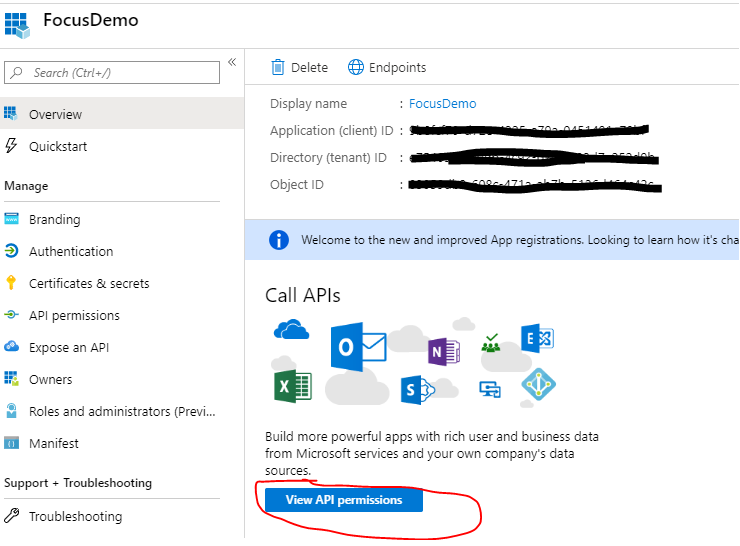 FocusDemo
Search (Ctrl+/)
«
Overview
Quickstart
Manage
Branding
Authentication
Certificates & secrets
API permissions
Expose an API
Owners
Roles and administrators (Previ...
Manifest
Support + Troubleshooting
Troubleshooting
Delete
Endpoints
Display name : FocusDemo
Application (client) ID :
Directory (tenant) ID :
Object ID :
Welcome to the new and improved App registrations. Looking to learn how it's cha
Call APIs
Build more powerful apps with rich user and business data
from Microsoft services and your own company's data
sources.
View API permissions